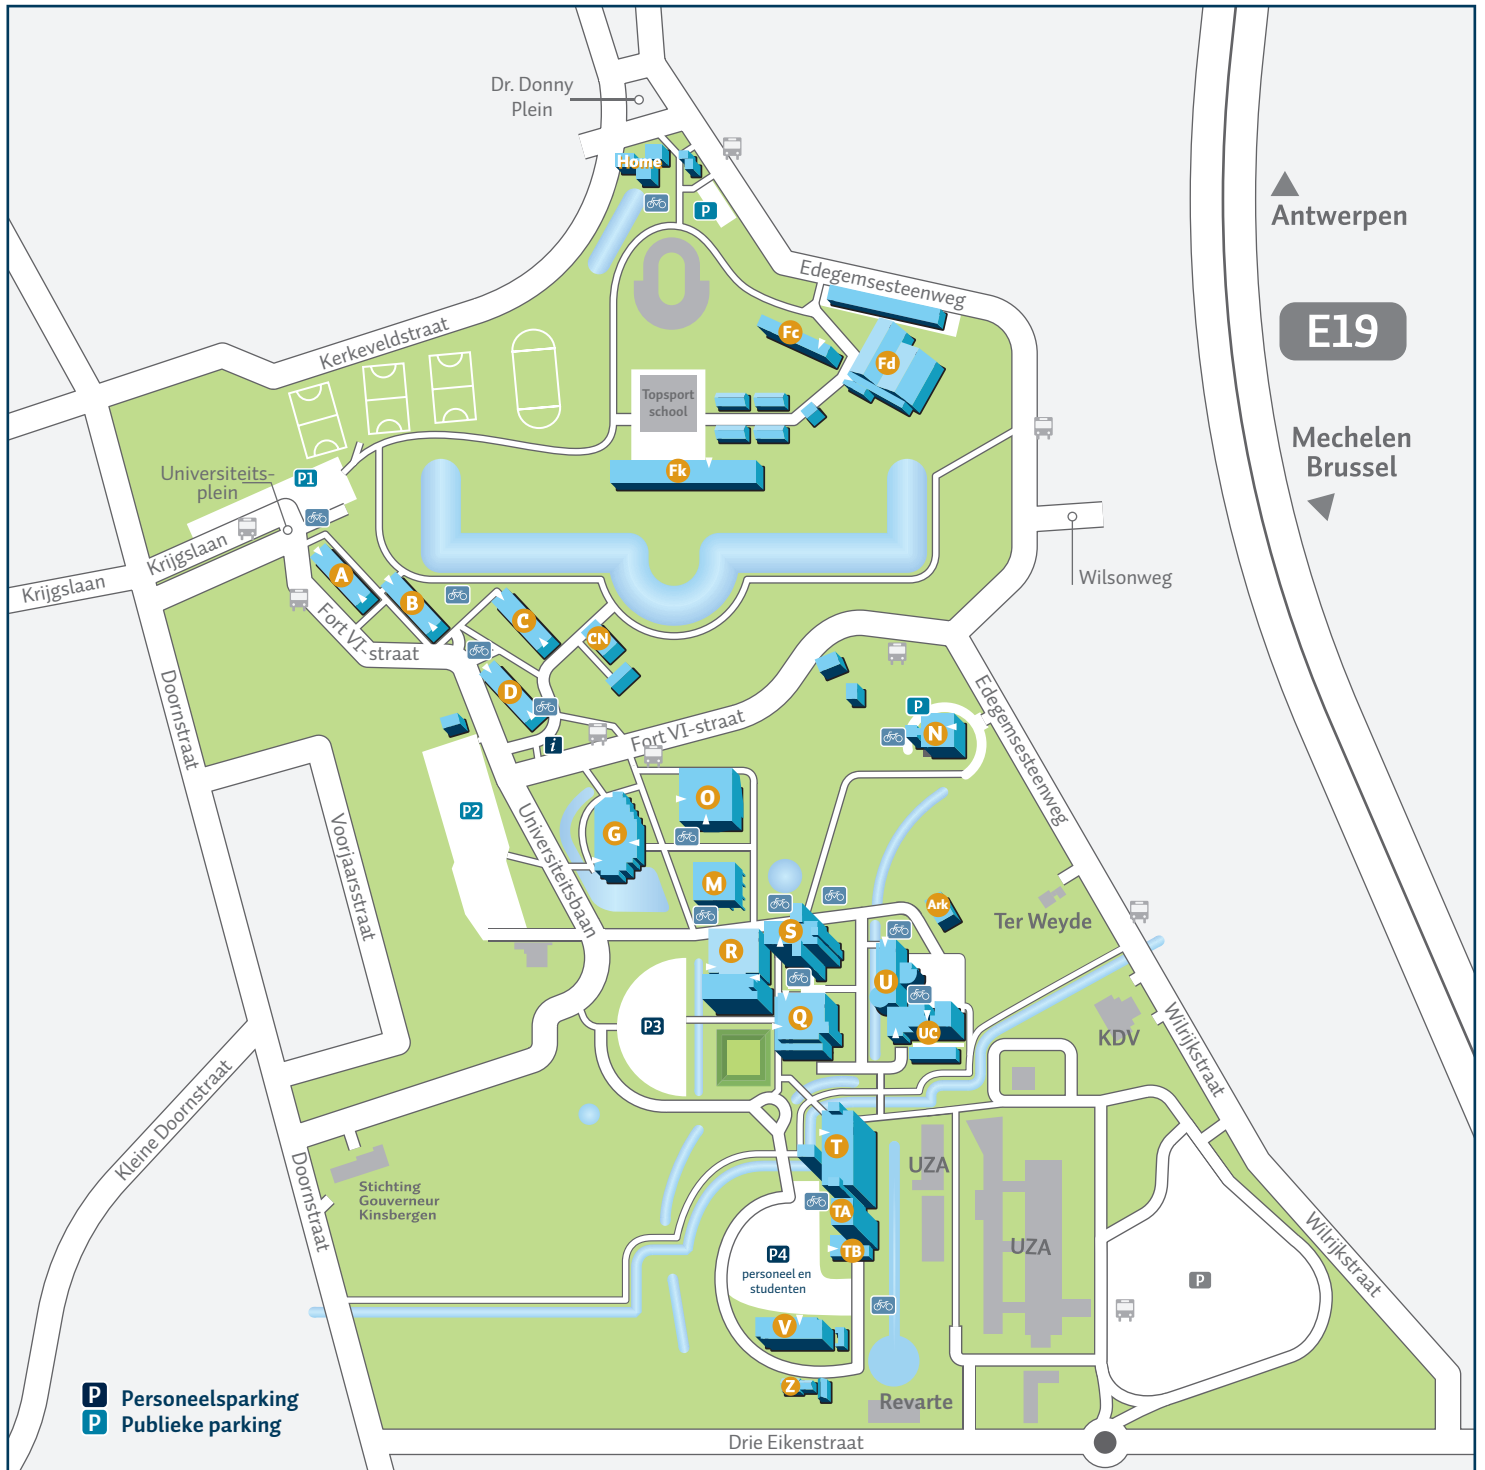 Dr. Donny
Plein
Home
P
Antwerpen
Edegemsesteenweg
E19
Fc
Fd
Kerkeveldstraat
Topsport
school
Mechelen
Brussel
Fk
Universiteits-
plein
P1
Krijgslaan
Krijgslaan
Wilsonweg
A
B
C
CN
D
Fort VI-straat
Doornstraat
Edegemsesteenweg
P
N
Fort VI-straat
i
P2
O
G
Universiteitsbaan
Voorjaarsstraat
M
Ark
Ter Weyde
S
R
U
Q
UC
P3
KDV
Wilrijkstraat
Kleine Doornstraat
Doornstraat
Stichting
Gouverneur
Kinsbergen
T
UZA
TA
TB
UZA
P4
personeel en
studenten
P
Wilrijkstraat
V
Z
Revarte
P Personeelsparking
P Publieke parking
Drie Eikenstraat